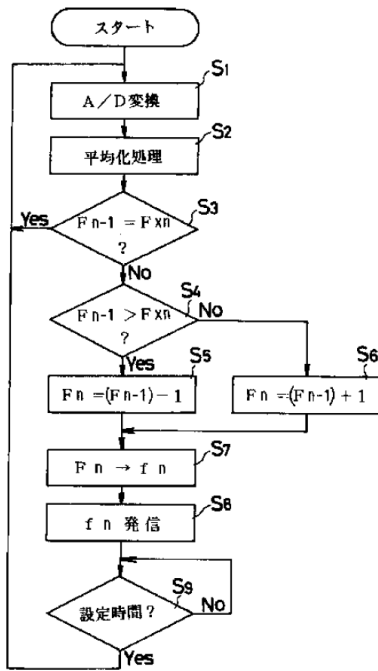 スタート
S1
A/D変換
S2
平均化処理
S3
Fn-1=Fxn
?
Yes
No
S4
Fn-1>Fxn
?
No
Yes
S5
Fn=(Fn-1)-1
S6
Fn=(Fn-1)+1
S7
Fn→fn
S8
fn 発信
S9
設定時間?
No
Yes